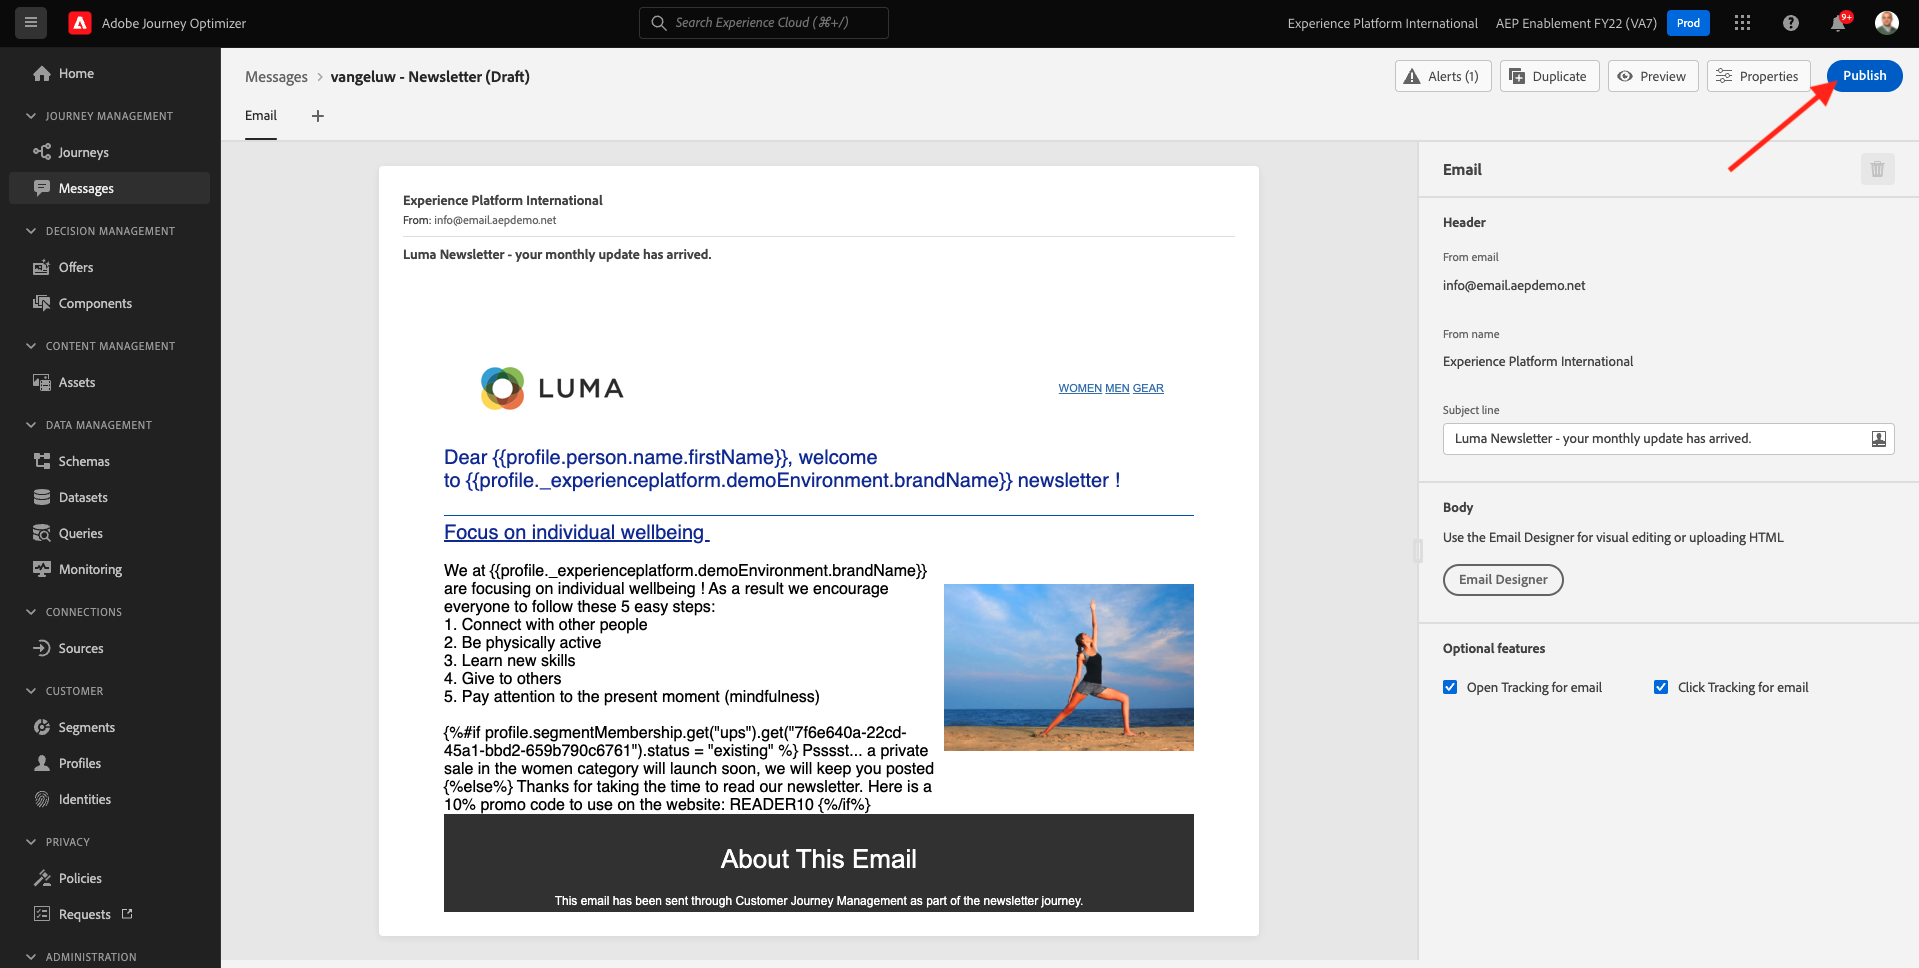 Adobe Journey Optimizer
Search Experience Cloud (⌘+/)
Experience Platform International
AEP Enablement FY22 (VA7)
Prod
9+
Home
JOURNEY MANAGEMENT
Journeys
Messages
DECISION MANAGEMENT
Offers
Components
CONTENT MANAGEMENT
Assets
DATA MANAGEMENT
Schemas
Datasets
Queries
Monitoring
CONNECTIONS
Sources
CUSTOMER
Segments
Profiles
Identities
PRIVACY
Policies
Requests
ADMINISTRATION
Messages > vangeluw - Newsletter (Draft)
Alerts (1)
Duplicate
Preview
Properties
Publish
Email +
Experience Platform International
From: info@email.aepdemo.net
Luma Newsletter - your monthly update has arrived.
LUMA
WOMEN MEN GEAR
Dear {{profile.person.name.firstName}}, welcome
to {{profile._experienceplatform.demoEnvironment.brandName}} newsletter !
Focus on individual wellbeing
We at {{profile._experienceplatform.demoEnvironment.brandName}}
are focusing on individual wellbeing ! As a result we encourage
everyone to follow these 5 easy steps:
1. Connect with other people
2. Be physically active
3. Learn new skills
4. Give to others
5. Pay attention to the present moment (mindfulness)
{%#if profile.segmentMembership.get("ups").get("7f6e640a-22cd-
45a1-bbd2-659b790c6761").status = "existing" %} Psssst... a private
sale in the women category will launch soon, we will keep you posted
{%else%} Thanks for taking the time to read our newsletter. Here is a
10% promo code to use on the website: READER10 {%/if%}
About This Email
This email has been sent through Customer Journey Management as part of the newsletter journey.
Email
Header
From email
info@email.aepdemo.net
From name
Experience Platform International
Subject line
Luma Newsletter - your monthly update has arrived.
Body
Use the Email Designer for visual editing or uploading HTML
Email Designer
Optional features
Open Tracking for email
Click Tracking for email